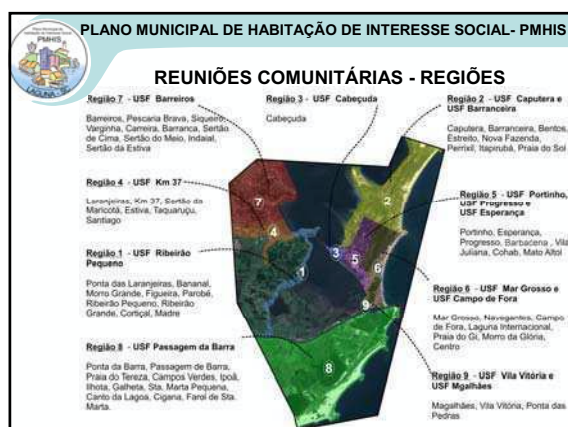 PLANO MUNICIPAL DE HABITAÇÃO DE INTERESSE SOCIAL- PMHIS
PMHIS
LAGUNA - SC
REUNIÕES COMUNITÁRIAS - REGIÕES
Região 7 - USF Barreiros
Barreiros, Pescaria Brava, Siqueiro,
Varginha, Carreira, Barranca, Sertão
de Cima, Sertão do Meio, Indaial,
Sertão da Estiva
Região 3 - USF Cabeçuda
Cabeçuda
Região 2 - USF Caputera e
USF Barranceira
Caputera, Barranceira, Bentos,
Estreito, Nova Fazenda,
Perrixil, Itapirubá, Praia do Sol
Região 4 - USF Km 37
Laranjeiras, Km 37, Sertão da
Maricotá, Estiva, Taquaruçu,
Santiago
Região 5 - USF Portinho,
USF Progresso e
USF Esperança
Portinho, Esperança,
Progresso, Barbacena , Vila
Juliana, Cohab, Mato Altol
Região 1 - USF Ribeirão
Pequeno
Ponta das Laranjeiras, Bananal,
Morro Grande, Figueira, Parobé,
Ribeirão Pequeno, Ribeirão
Grande, Cortiçal, Madre
Região 6 - USF Mar Grosso e
USF Campo de Fora
Mar Grosso, Navegantes, Campo
de Fora, Laguna Internacional,
Praia do Gi, Morro da Glória,
Centro
Região 8 - USF Passagem da Barra
Ponta da Barra, Passagem de Barra,
Praia do Tereza, Campos Verdes, Ipoã,
Ilhota, Galheta, Sta. Marta Pequena,
Canto da Lagoa, Cigana, Farol de Sta.
Marta.
Região 9 - USF Vila Vitória e
USF Mgalhães
Magalhães, Vila Vitória, Ponta das
Pedras
7
2
4
3
5
1
6
9
8